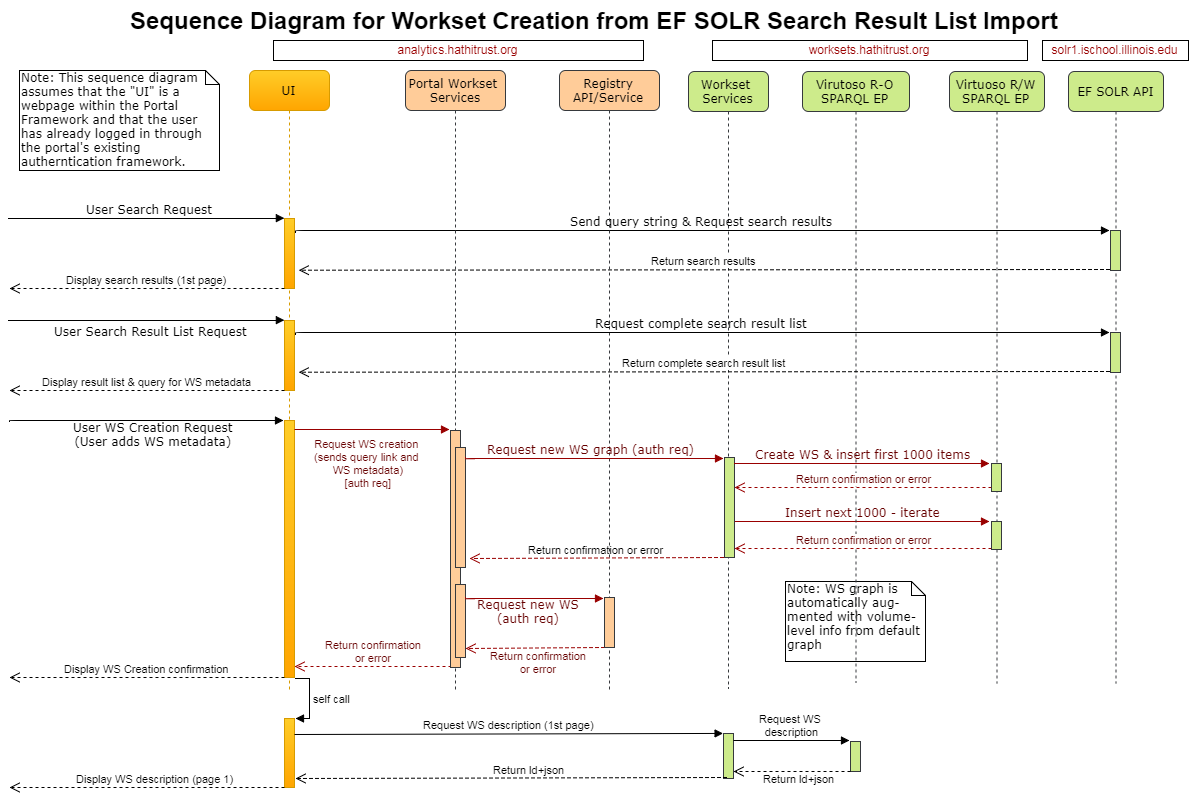 Sequence Diagram for Workset Creation from EF SOLR Search Result List Import
analytics.hathitrust.org
worksets.hathitrust.org
solr1.ischool.illinois.edu
Note: This sequence diagram
assumes that the "UI" is a
webpage within the Portal
Framework and that the user
has already logged in through
the portal's existing
autherntication framework.
UI
Portal Workset
Services
Registry
API/Service
Workset
Services
Virutoso R-O
SPARQL EP
Virtuoso R/W
SPARQL EP
EF SOLR API
User Search Request
Send query string & Request search results
Return search results
Display search results (1st page)
User Search Result List Request
Request complete search result list
Return complete search result list
Display result list & query for WS metadata
User WS Creation Request
(User adds WS metadata)
Request WS creation
(sends query link and
WS metadata)
[auth req]
Request new WS graph (auth req)
Create WS & insert first 1000 items
Return confirmation or error
Insert next 1000 - iterate
Return confirmation or error
Return confirmation or error
Note: WS graph is
automatically aug-
mented with volume-
level info from default
graph
Request new WS
(auth req)
Return confirmation
or error
Return confirmation
or error
Display WS Creation confirmation
self call
Request WS description (1st page)
Request WS
description
Return ld+json
Return ld+json
Display WS description (page 1)